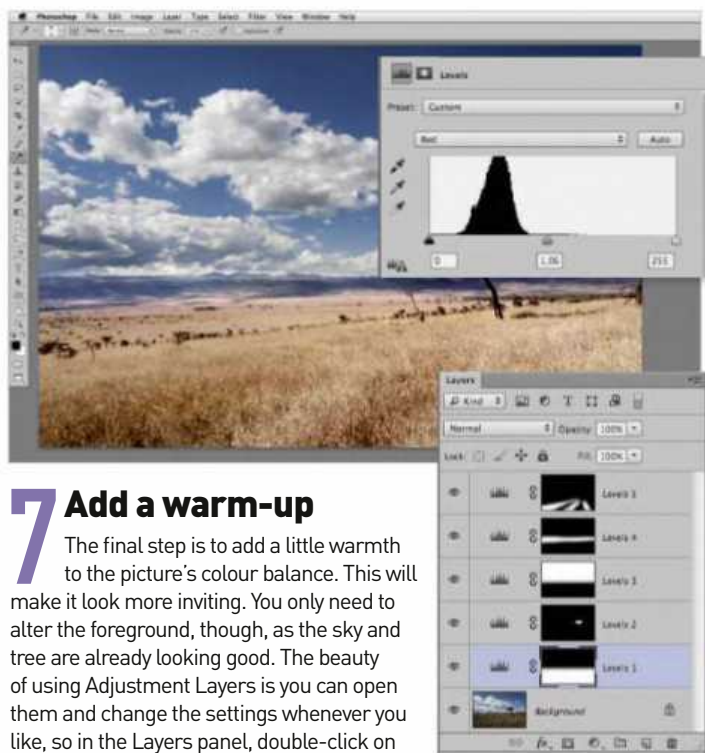 Photoshop File Edit Image Layer Type Select Filter View Window Help
Levels
Preset: Custom
Red
Auto
0
1.06
255
Layers
Kind
Normal
Opacity: 100%
Lock:
Fill: 100%
Levels 4
Levels 3
Levels 2
Levels 1
Background
7 Add a warm-up
The final step is to add a little warmth
to the picture's colour balance. This will
make it look more inviting. You only need to
alter the foreground, though, as the sky and
tree are already looking good. The beauty
of using Adjustment Layers is you can open
them and change the settings whenever you
like, so in the Layers panel, double-click on